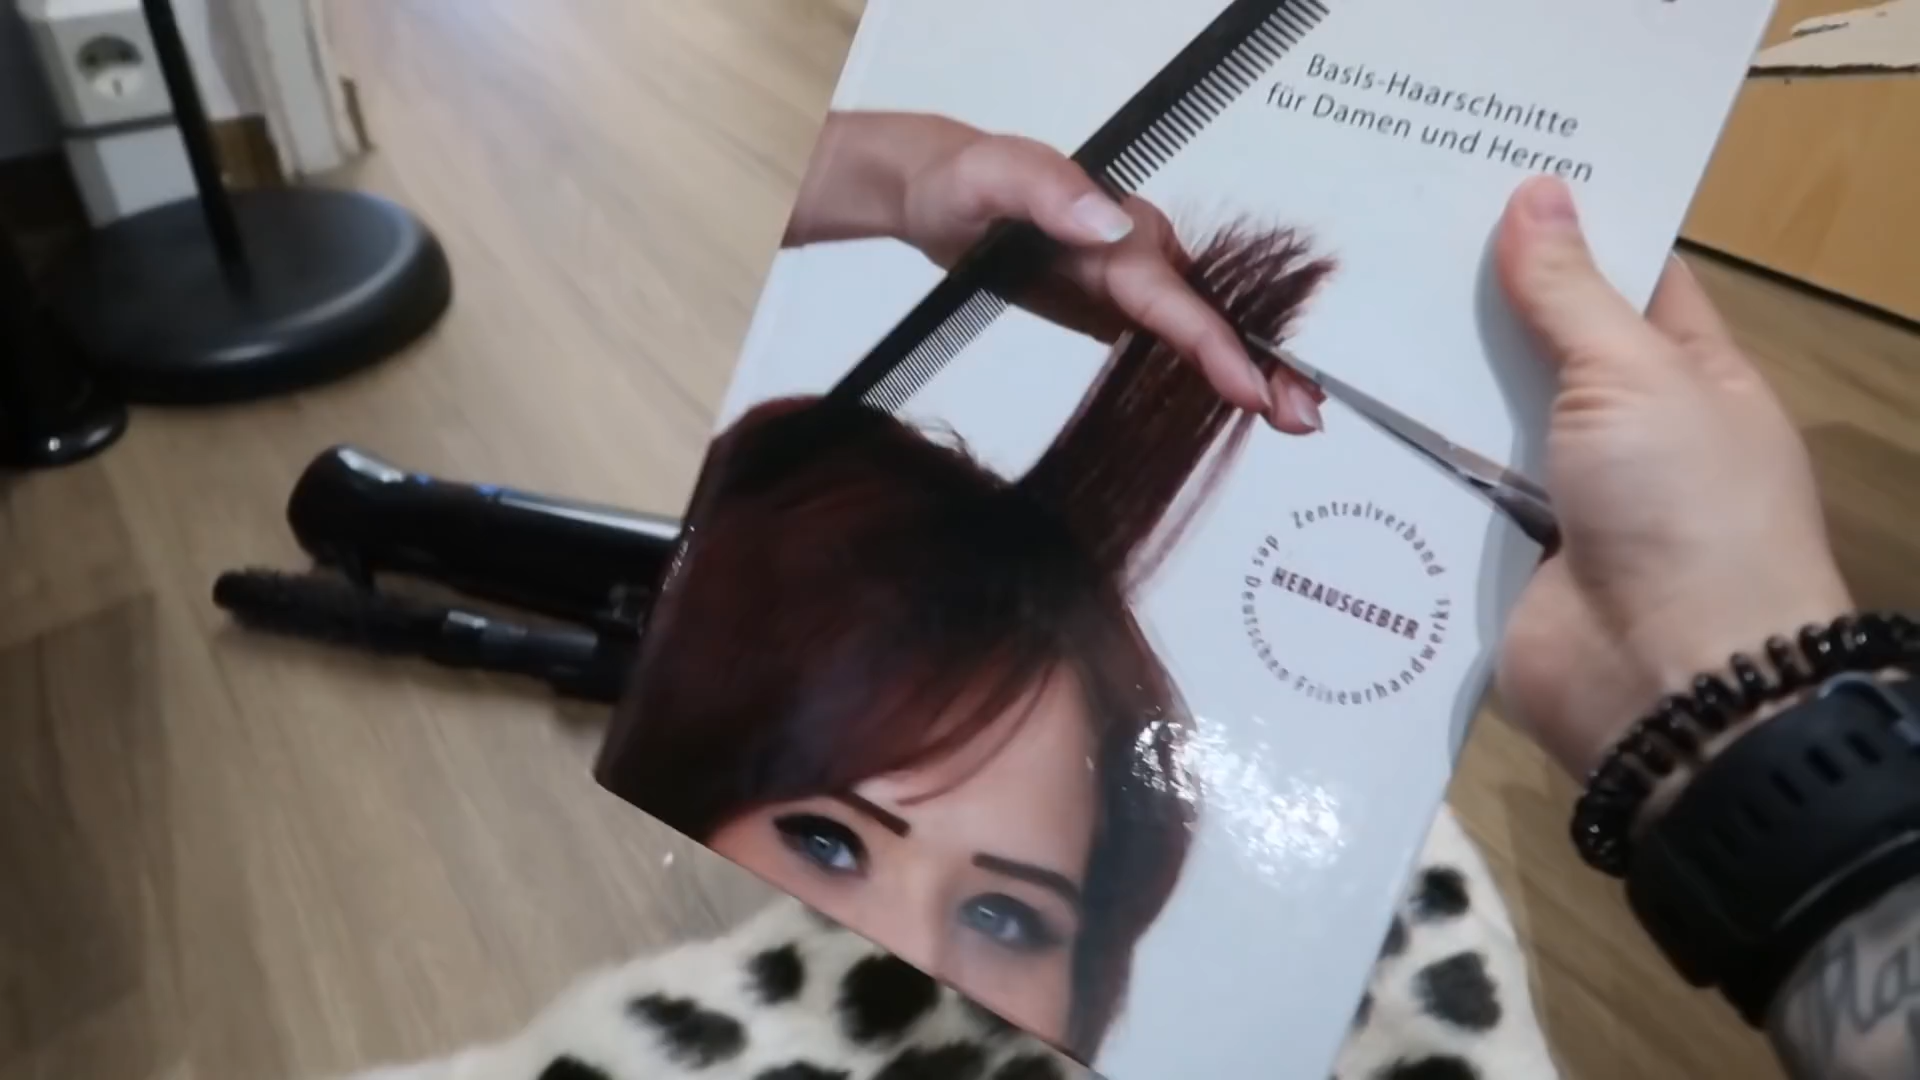 Basis-Haarschnitte
für Damen und Herren
Zentralverband
des Deutschen Friseurhandwerks
HERAUSGEBER